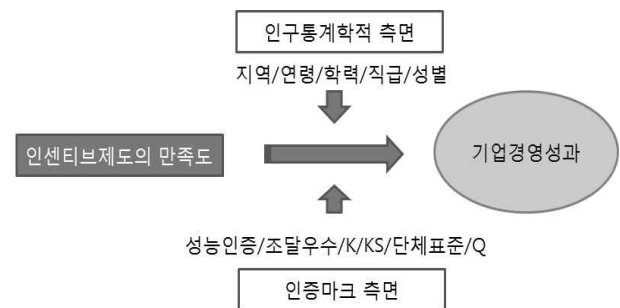 인구통계학적 측면
지역/연령/학력/직급/성별
인센티브제도의 만족도
기업경영성과
성능인증/조달우수/K/KS/단체표준/Q
인증마크 측면